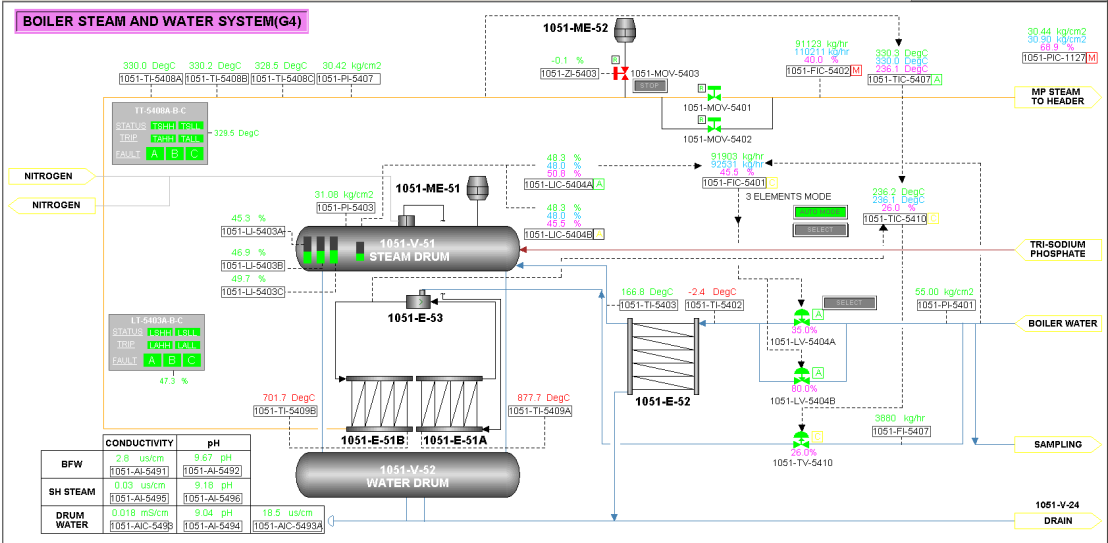 BOILER STEAM AND WATER SYSTEM(G4)
1051-ME-52
330.0 DegC
1051-TI-5408A
330.2 DegC
1051-TI-5408B
328.5 DegC
1051-TI-5408C
30.42 kg/cm2
1051-PI-5407
-0.1 %
1051-ZI-5403
R
1051-MOV-5403
STOP
91123 kg/hr
110211 kg/hr
40.0 %
1051-FIC-5402 M
330.3 DegC
330.0 DegC
236.1 DegC
1051-TIC-5407 A
30.44 kg/cm2
30.90 kg/cm2
68.9 %
1051-PIC-1127 M
R
1051-MOV-5401
R
1051-MOV-5402
MP STEAM
TO HEADER
TT-5408A-B-C
STATUS TSHH TSLL
TRIP TAHH TALL
FAULT A B C
329.5 DegC
NITROGEN
NITROGEN
1051-ME-51
31.08 kg/cm2
1051-PI-5403
48.3 %
48.0 %
50.8 %
1051-LIC-5404A A
48.3 %
48.0 %
45.5 %
1051-LIC-5404B A
91903 kg/hr
92531 kg/hr
45.5 %
1051-FIC-5401 C
3 ELEMENTS MODE
AUTO MODE
SELECT
236.2 DegC
236.1 DegC
26.0 %
1051-TIC-5410 C
45.3 %
1051-LI-5403A
46.9 %
1051-LI-5403B
49.7 %
1051-LI-5403C
1051-V-51
STEAM DRUM
TRI-SODIUM
PHOSPHATE
1051-E-53
166.8 DegC
1051-TI-5403
-2.4 DegC
1051-TI-5402
SELECT
A
35.0%
1051-LV-5404A
55.00 kg/cm2
1051-PI-5401
BOILER WATER
LT-5403A-B-C
STATUS LSHH LSLL
TRIP LAHH LALL
FAULT A B C
47.3 %
A
80.0%
1051-LV-5404B
1051-E-52
701.7 DegC
1051-TI-5409B
877.7 DegC
1051-TI-5409A
1051-E-51B
1051-E-51A
3880 kg/hr
1051-FI-5407
C
26.0%
1051-TV-5410
SAMPLING
1051-V-52
WATER DRUM
CONDUCTIVITY pH
BFW 2.8 us/cm 9.67 pH
1051-AI-5491 1051-AI-5492
SH STEAM 0.03 us/cm 9.18 pH
1051-AI-5495 1051-AI-5496
DRUM WATER 0.018 mS/cm 9.04 pH 18.5 us/cm
1051-AIC-5493 1051-AI-5494 1051-AIC-5493A
1051-V-24
DRAIN